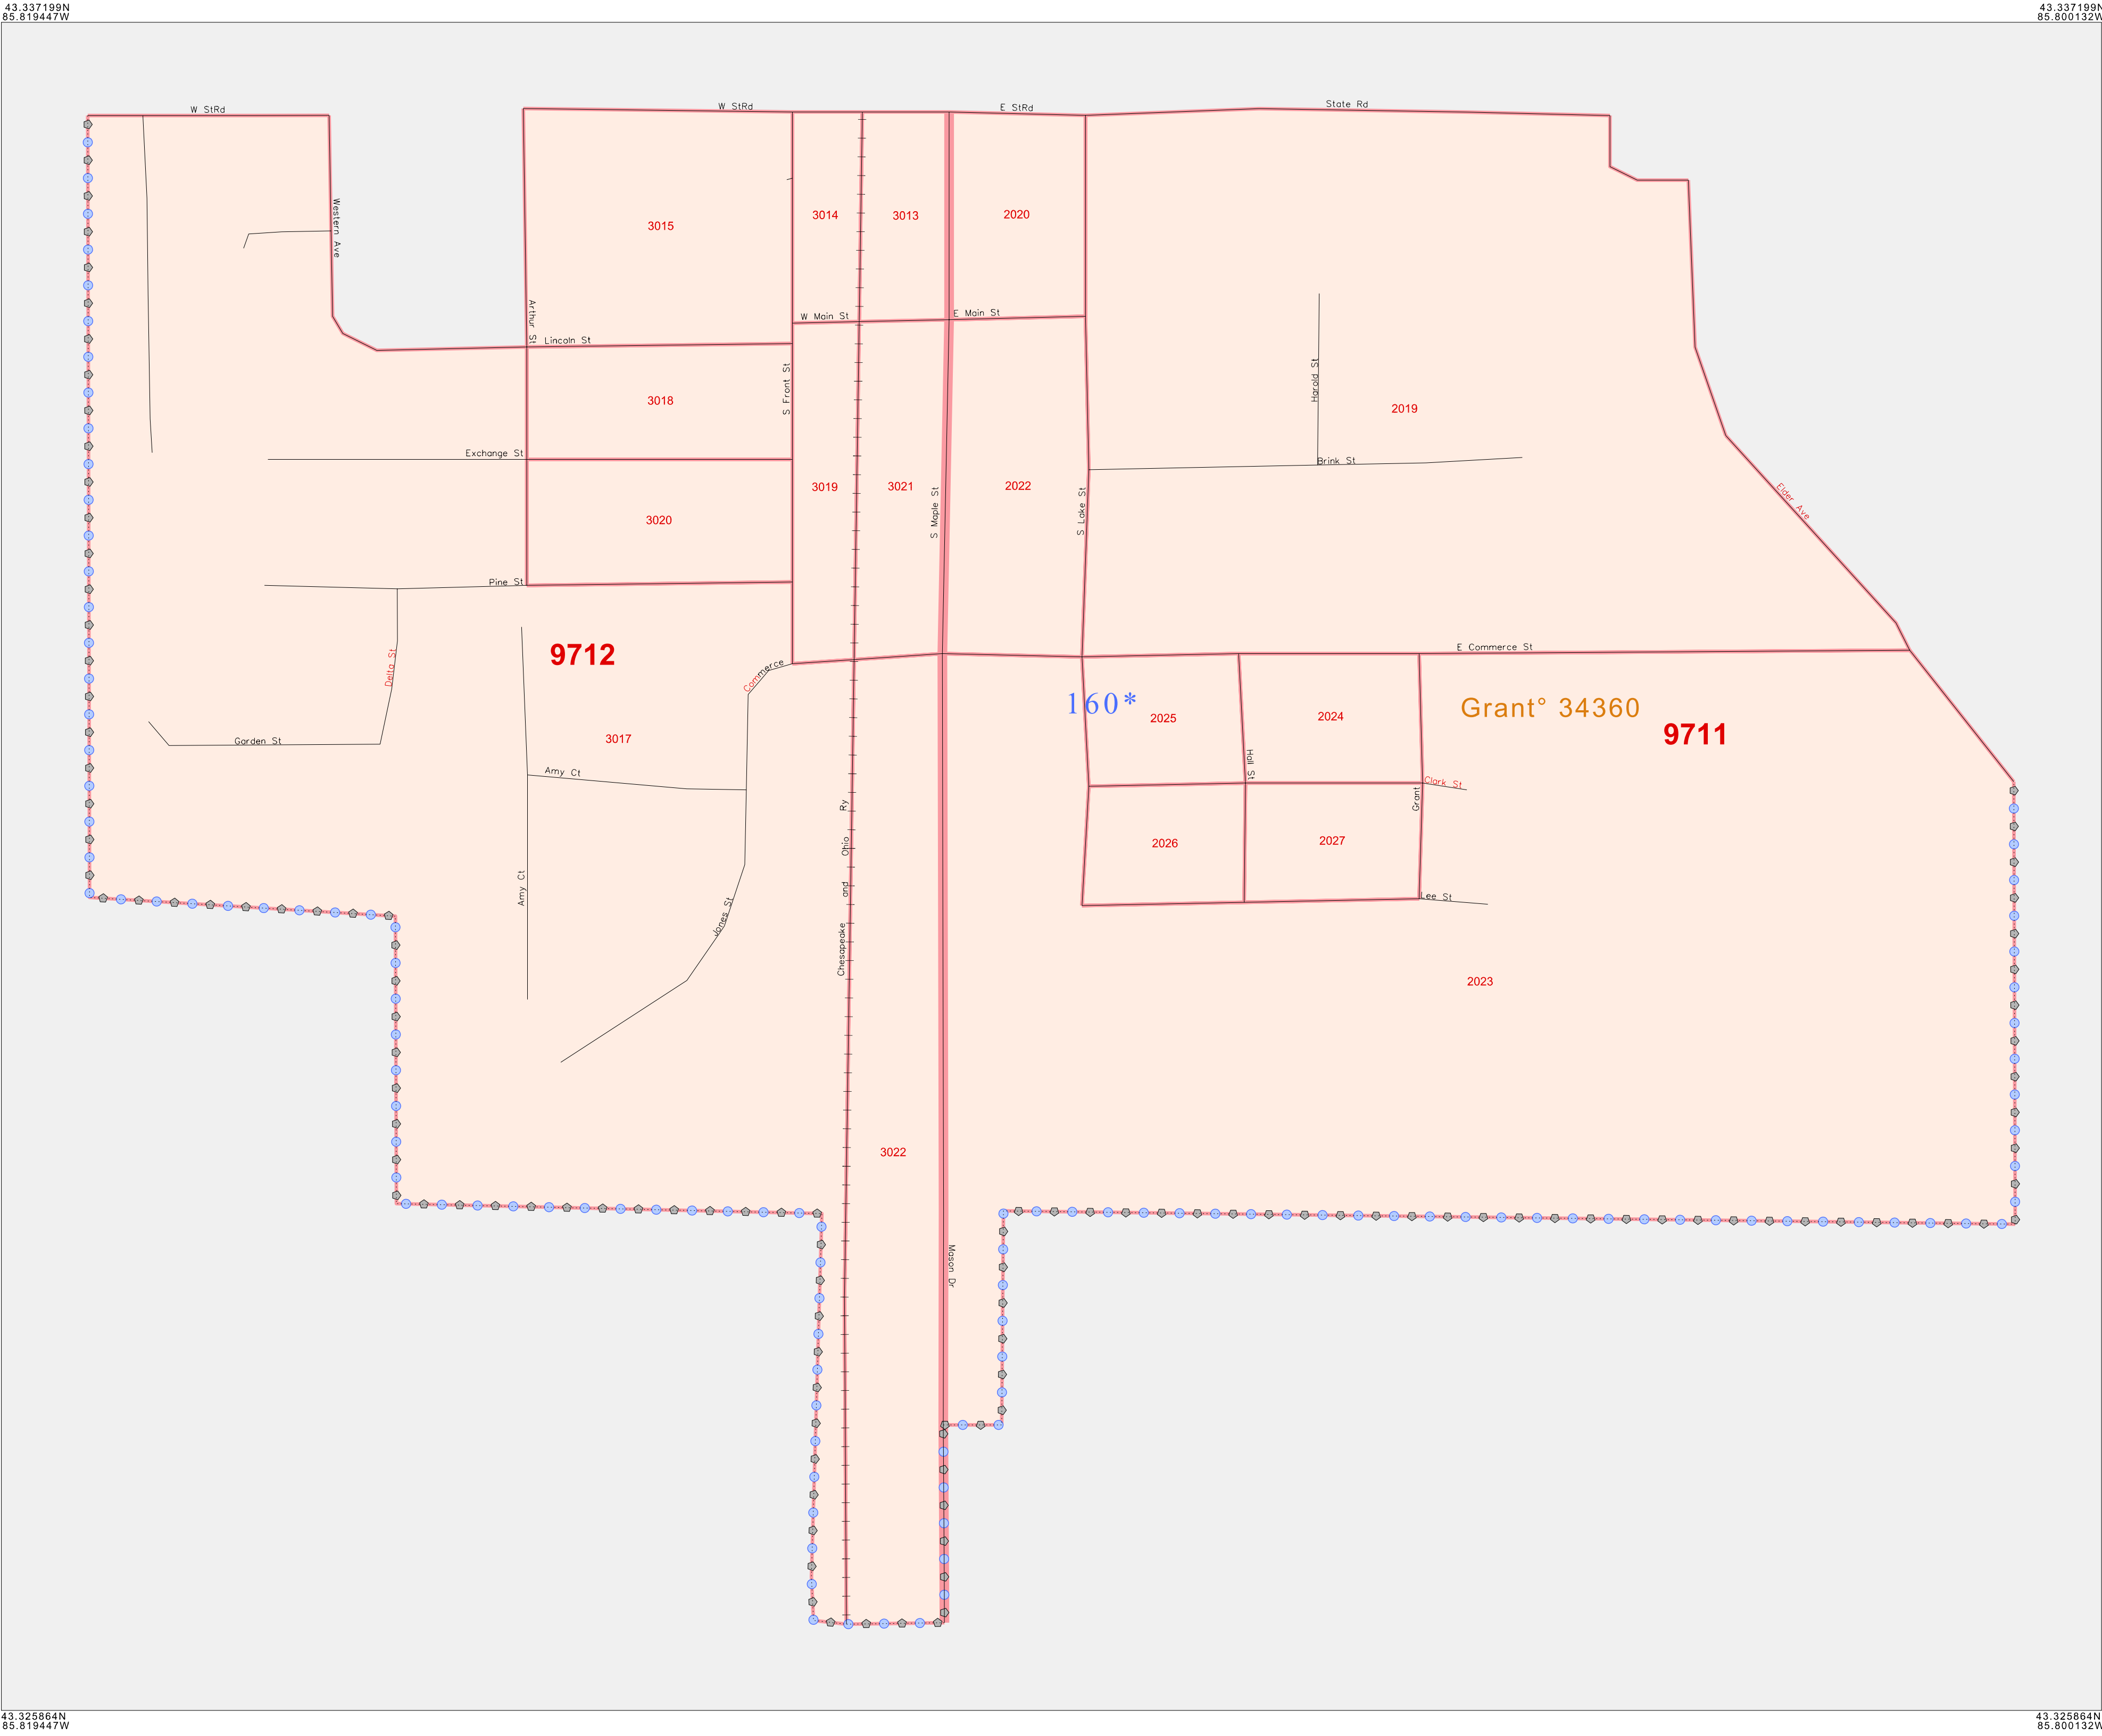 43.337199N
85.819447W
43.337199N
85.800132W
W StRd
W StRd
E StRd
State Rd
Western Ave
3015
3014
3013
2020
Arthur St
Lincoln St
W Main St
E Main St
S Front St
Harold St
3018
2019
Exchange St
Brink St
3019
3021
2022
S Maple St
S Lake St
Elder Ave
3020
Pine St
Delta St
9712
Commerce
E Commerce St
160*
2025
2024
Grant° 34360
9711
3017
Garden St
Amy Ct
Hall St
Clark St
Grant
Chesapeake and Ohio Ry
2026
2027
Amy Ct
Jones St
Lee St
2023
3022
Mason Dr
43.325864N
85.819447W
43.325864N
85.800132W